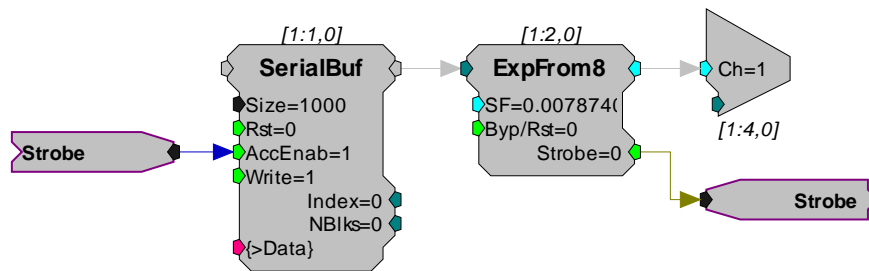 [1:1,0]
[1:2,0]
SerialBuf
ExpFrom8
Ch=1
Size=1000
SF=0.0078740
Rst=0
Byp/Rst=0
[1:4,0]
Strobe
AccEnab=1
Strobe=0
Write=1
Index=0
Strobe
NBlks=0
{>Data}